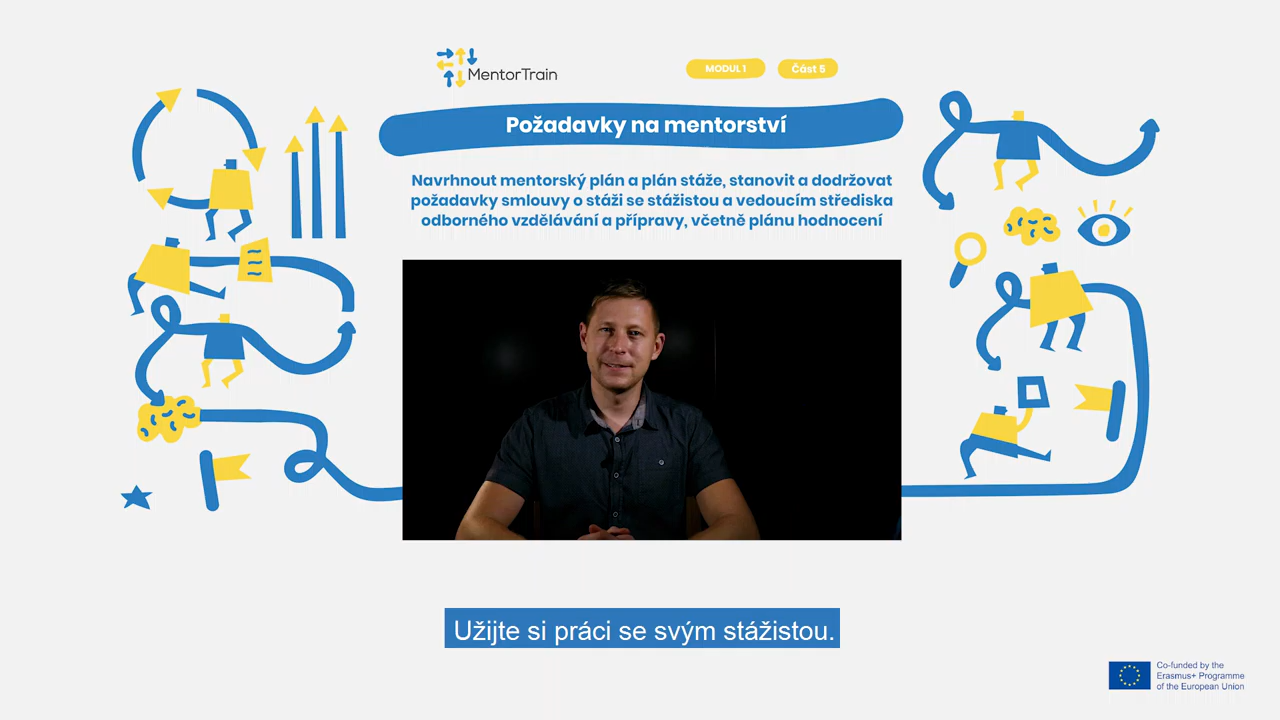 MentorTrain
MODUL 1
Část 5
Požadavky na mentorství
Navrhnout mentorský plán a plán stáže, stanovit a dodržovat
požadavky smlouvy o stáži se stážistou a vedoucím střediska
odborného vzdělávání a přípravy, včetně plánu hodnocení
Užijte si práci se svým stážistou.
Co-funded by the
Erasmus+ Programme
of the European Union